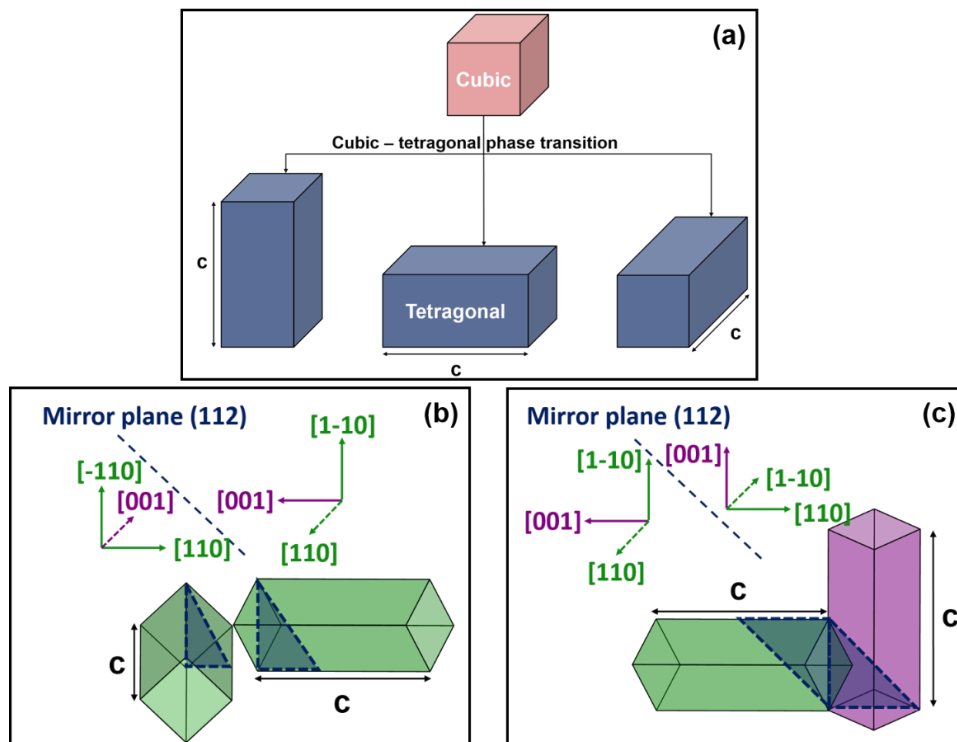 (a)
Cubic
Cubic – tetragonal phase transition
c
Tetragonal
c
c
Mirror plane (112)
(b)
[1-10]
[-110]
[001]
[001]
[110]
[110]
c
c
Mirror plane (112)
(c)
[1-10]
[001]
[1-10]
[001]
[110]
[110]
c
c